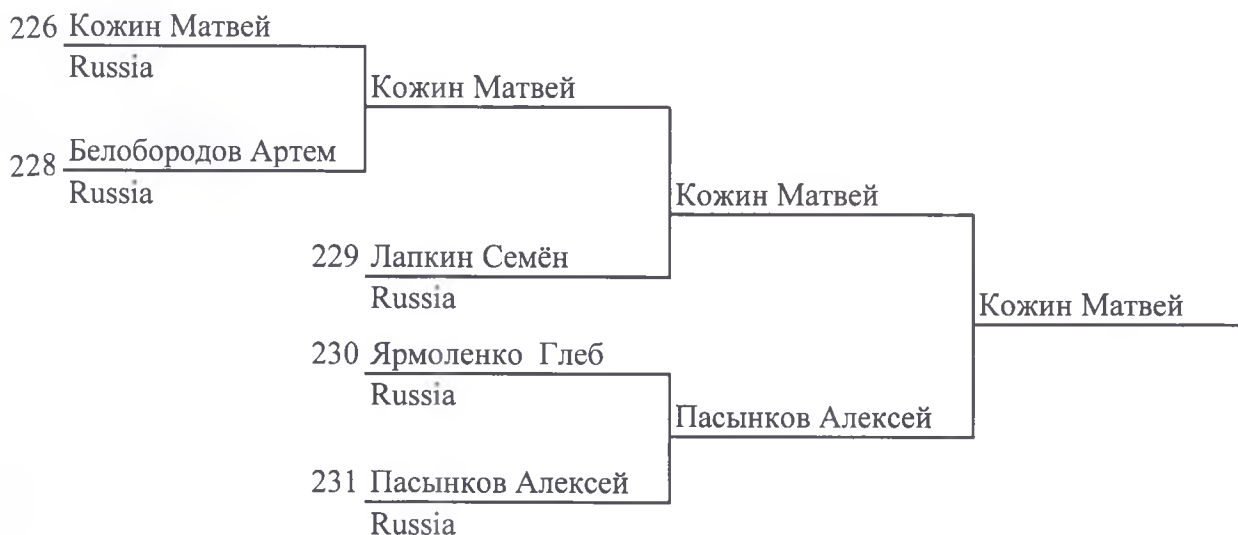 226 Кожин Матвей
Russia
Кожин Матвей
228 Белобородов Артем
Russia
Кожин Матвей
229 Лапкин Семён
Russia
Кожин Матвей
230 Ярмоленко Глеб
Russia
Пасынков Алексей
231 Пасынков Алексей
Russia